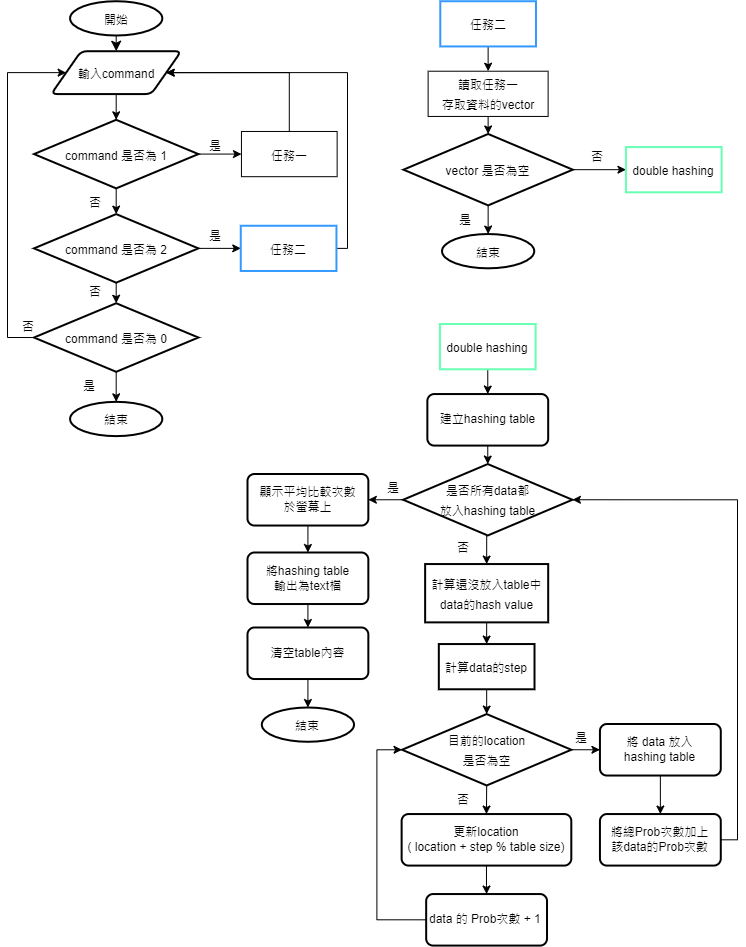 開始
輸入command
command 是否為 1
是
任務一
否
command 是否為 2
是
任務二
否
command 是否為 0
否
是
結束
任務二
讀取任務一
存取資料的vector
vector 是否為空
否
double hashing
是
結束
double hashing
建立hashing table
是否所有data都
放入hashing table
是
顯示平均比較次數
於螢幕上
將hashing table
輸出為text檔
清空table內容
結束
否
計算還沒放入table中
data的hash value
計算data的step
目前的location
是否為空
是
將 data 放入
hashing table
將總Prob次數加上
該data的Prob次數
否
更新location
( location + step % table size)
data 的 Prob次數 + 1